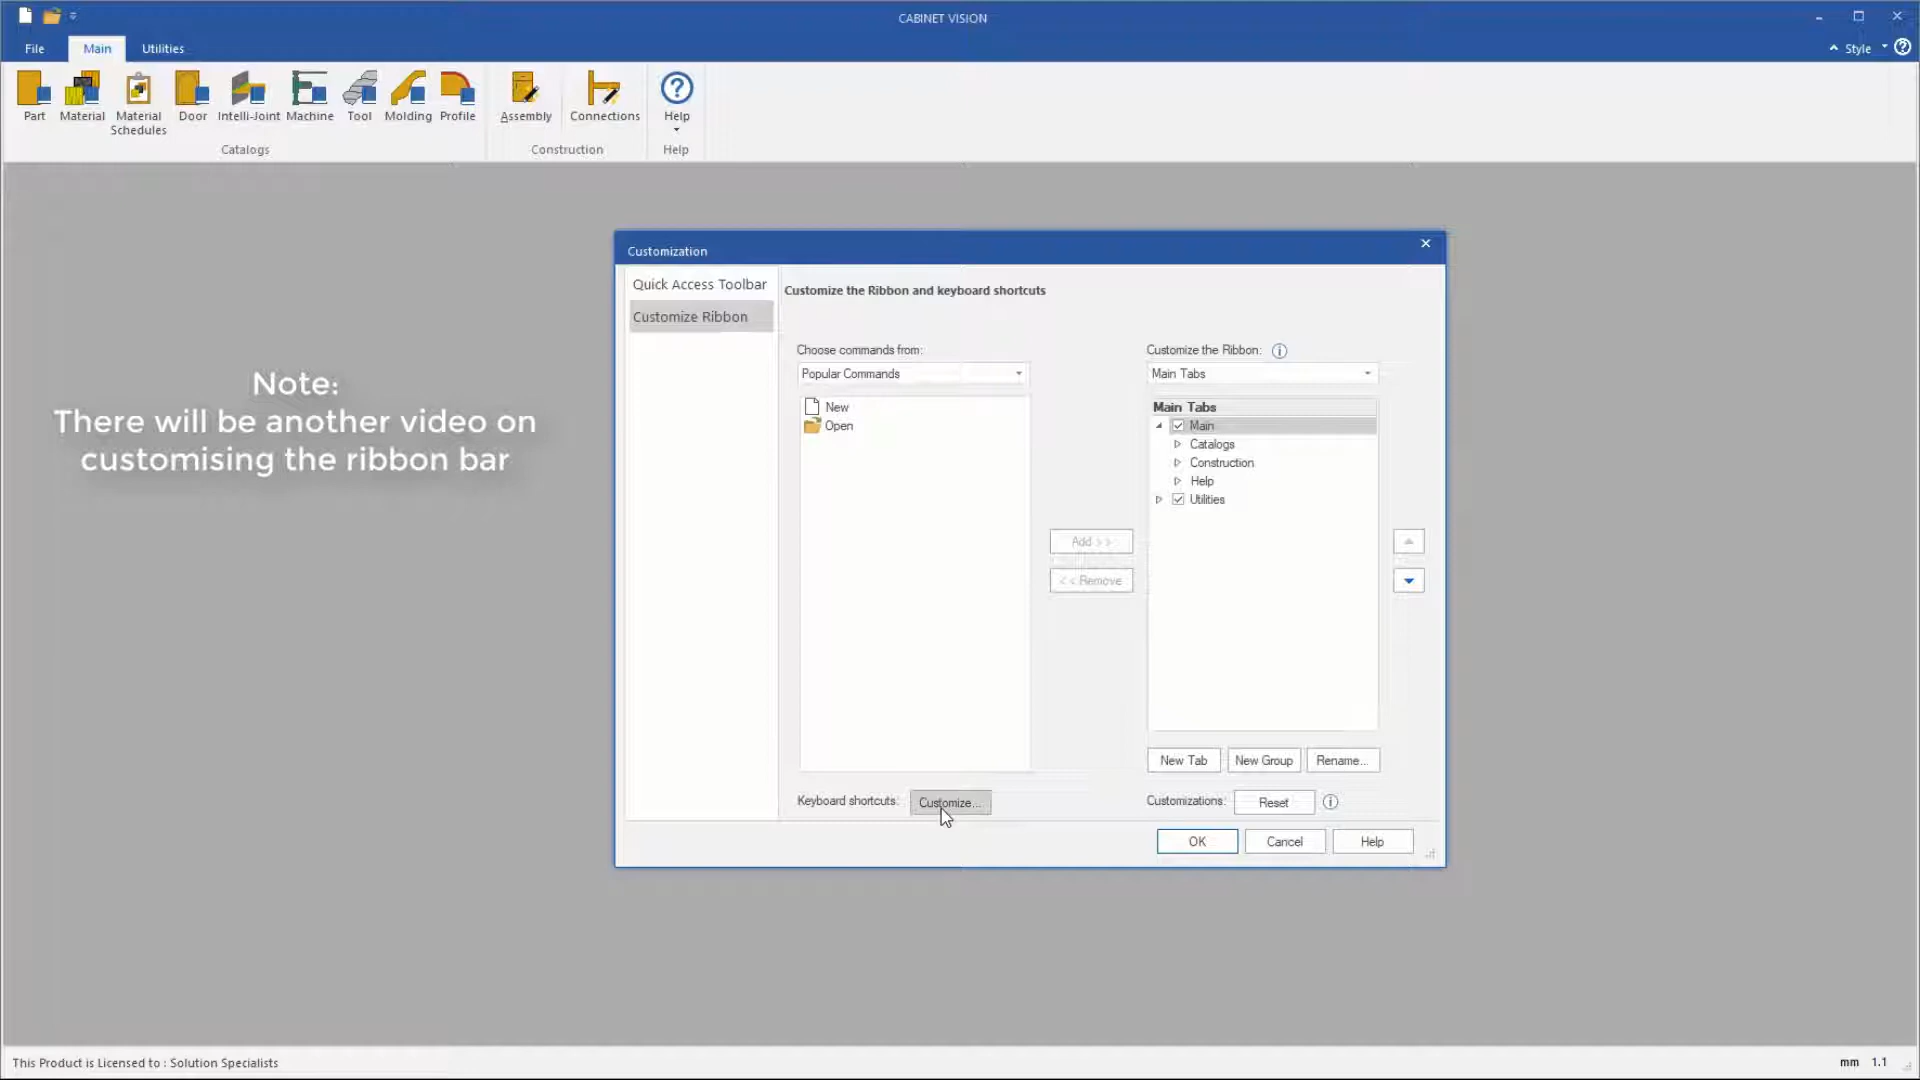 CABINET VISION
File Main Utilities Style
Part Material Material Schedules Door Intelli-Joint Machine Tool Molding Profile Assembly Connections Help
Catalogs Construction Help
Customization
Quick Access Toolbar
Customize Ribbon
Customize the Ribbon and keyboard shortcuts
Choose commands from: Customize the Ribbon:
Popular Commands Main Tabs
New
Open
Main Tabs
Main
Catalogs
Construction
Help
Utilities
Add >>
<< Remove
New Tab New Group Rename...
Keyboard shortcuts: Customize... Customizations: Reset
OK Cancel Help
Note:
There will be another video on
customising the ribbon bar
This Product is Licensed to : Solution Specialists mm 1.1